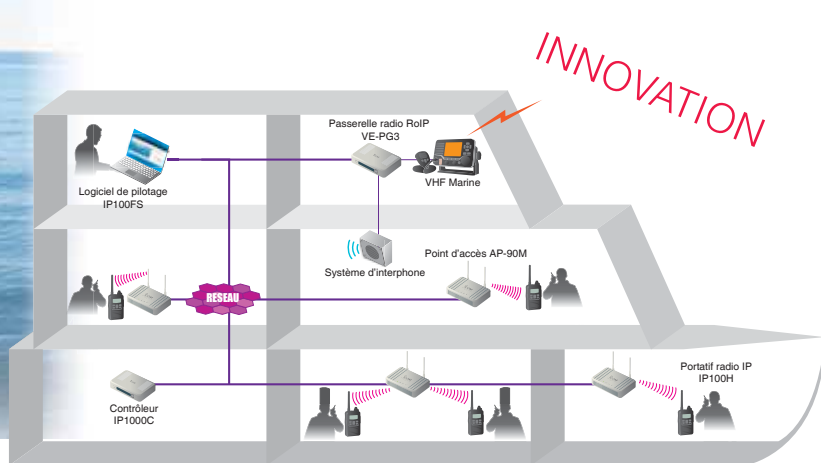 INNOVATION
Passerelle radio RoIP
VE-PG3
VHF Marine
Logiciel de pilotage
IP100FS
Système d'interphone
Point d'accès AP-90M
RESEAU
Contrôleur
IP1000C
Portatif radio IP
IP100H